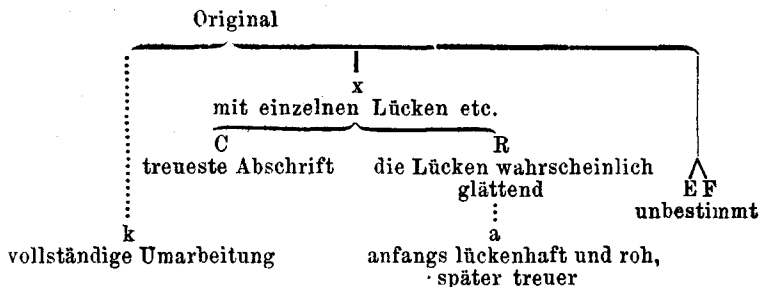 Original
x
mit einzelnen Lücken etc.
C R
treueste Abschrift die Lücken wahrscheinlich
glättend
E F
unbestimmt
k a
vollständige Umarbeitung anfangs lückenhaft und roh,
später treuer